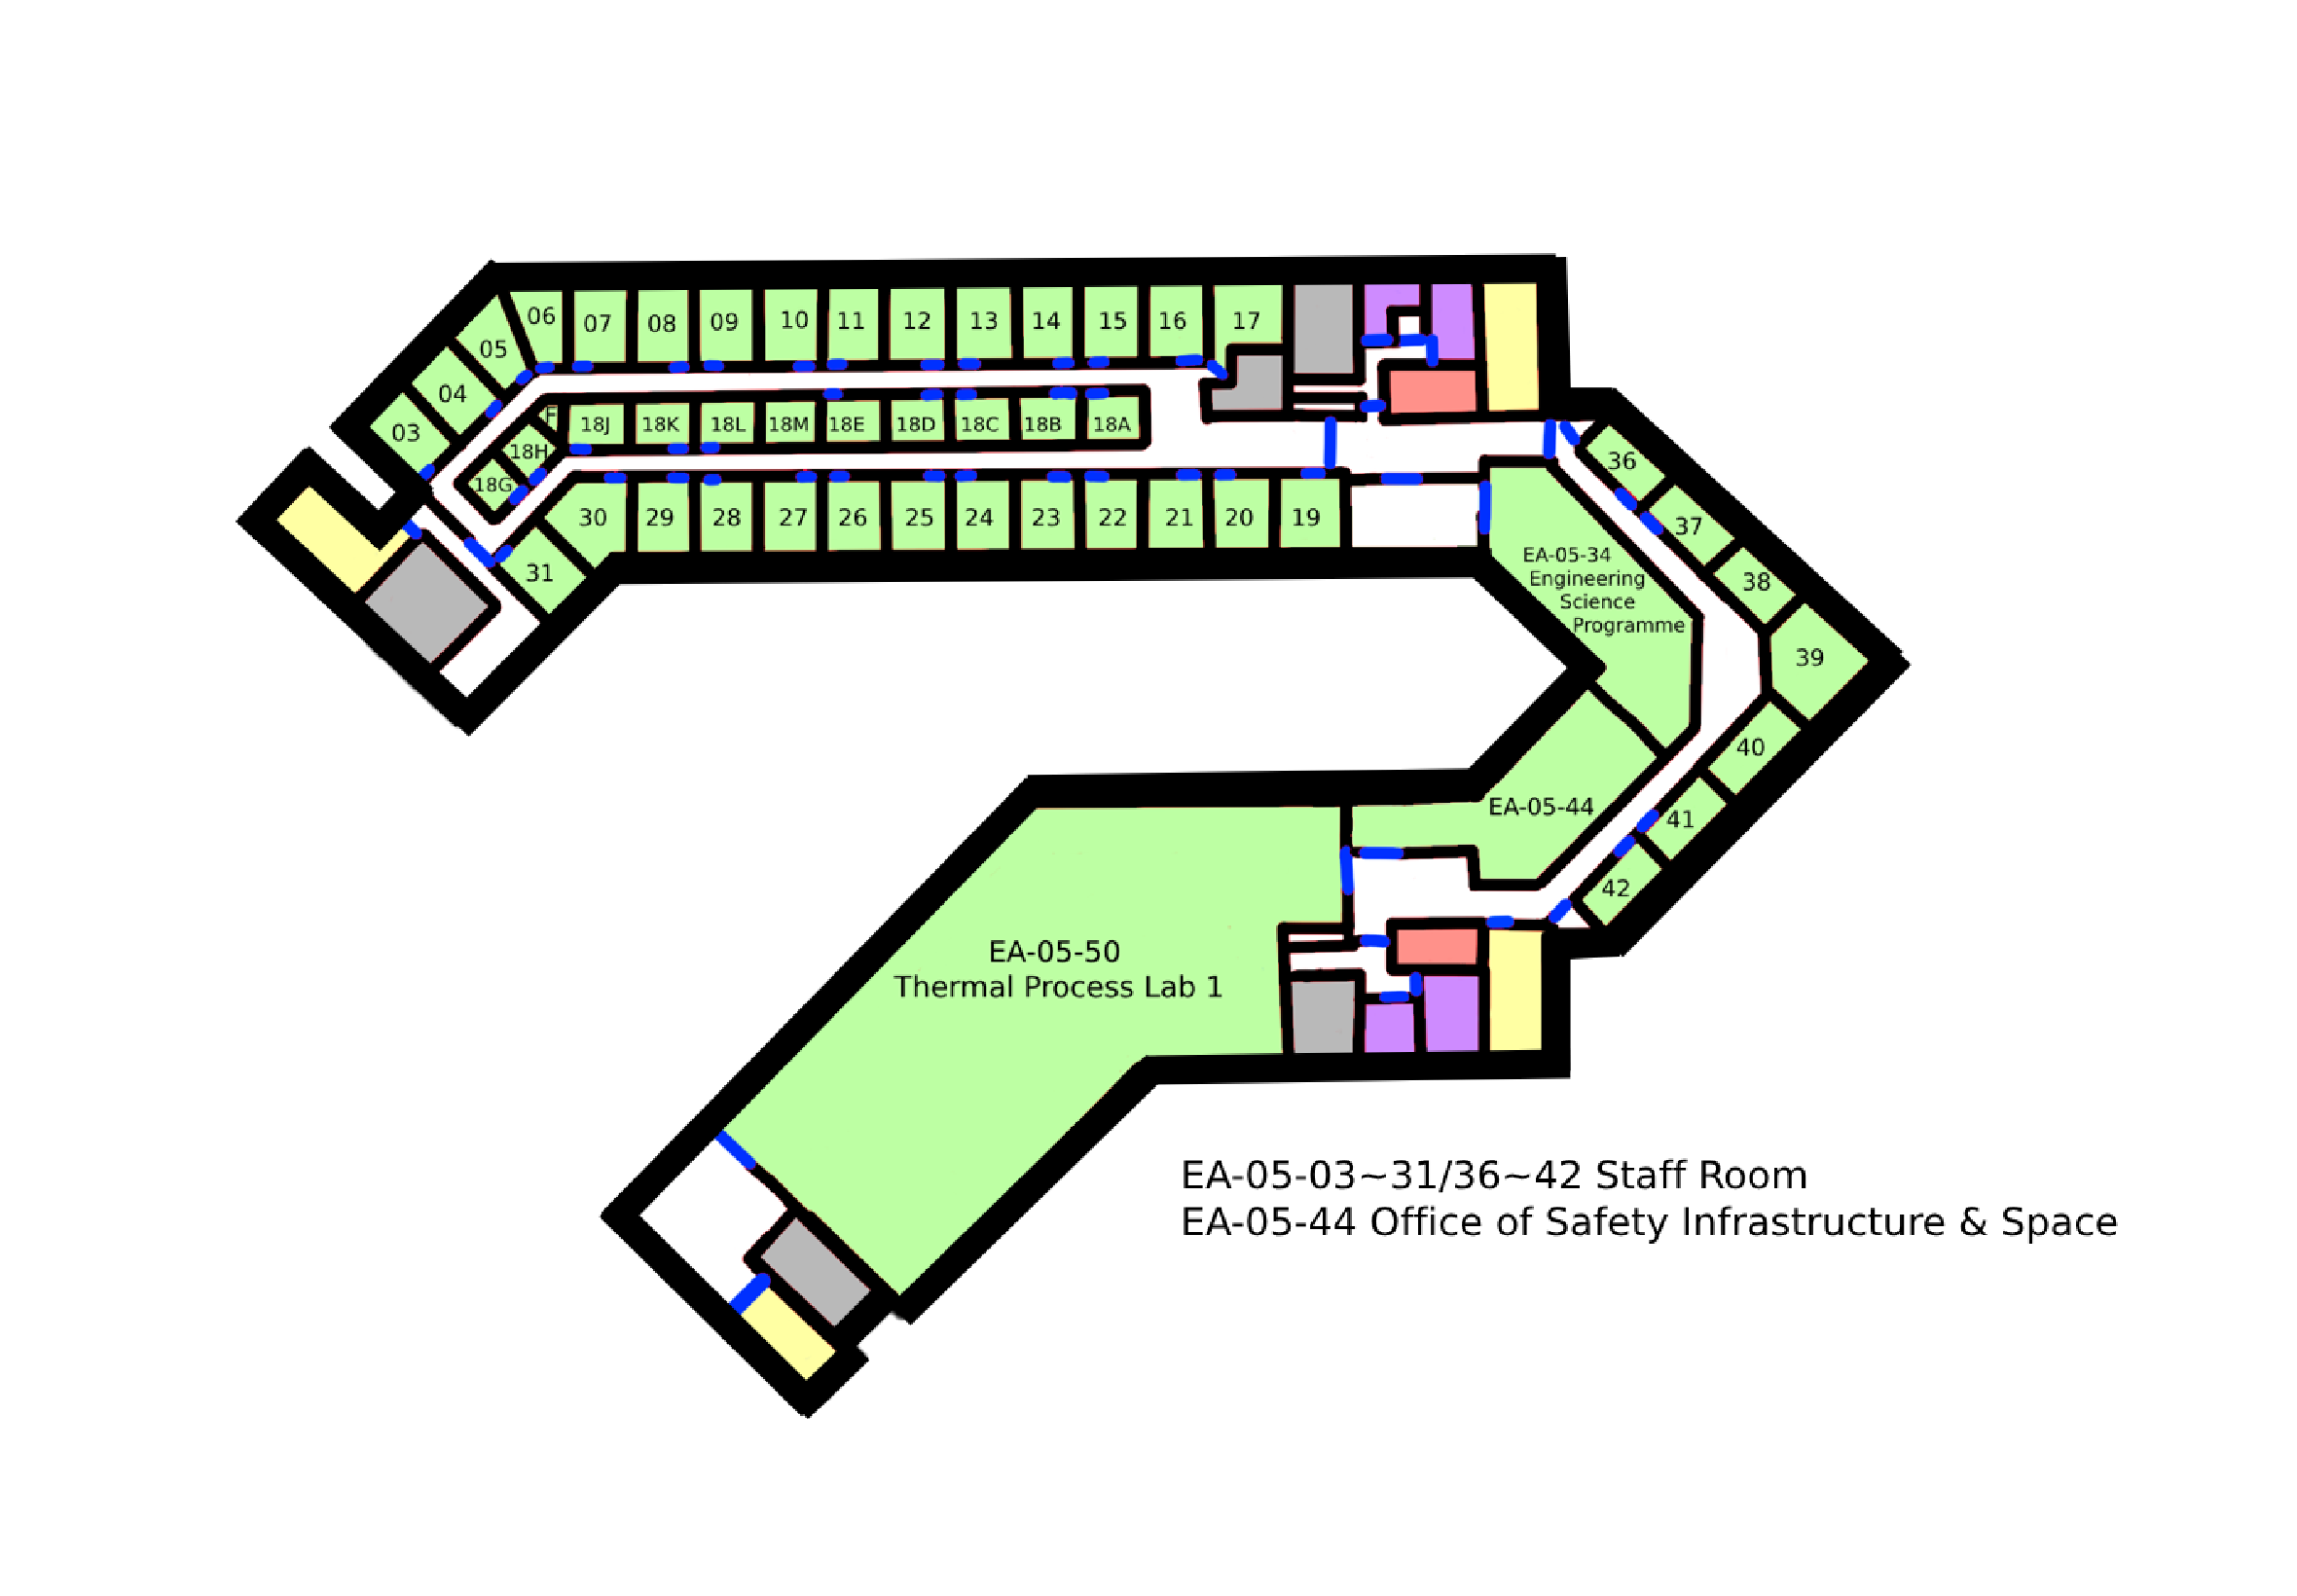 06 07 08 09 10 11 12 13 14 15 16 17
05
04
03
F 18J 18K 18L 18M 18E 18D 18C 18B 18A
18H
18G
30 29 28 27 26 25 24 23 22 21 20 19
31
36
37
38
39
40
41
42
EA-05-34
Engineering
Science
Programme
EA-05-44
EA-05-50
Thermal Process Lab 1
EA-05-03~31/36~42 Staff Room
EA-05-44 Office of Safety Infrastructure & Space